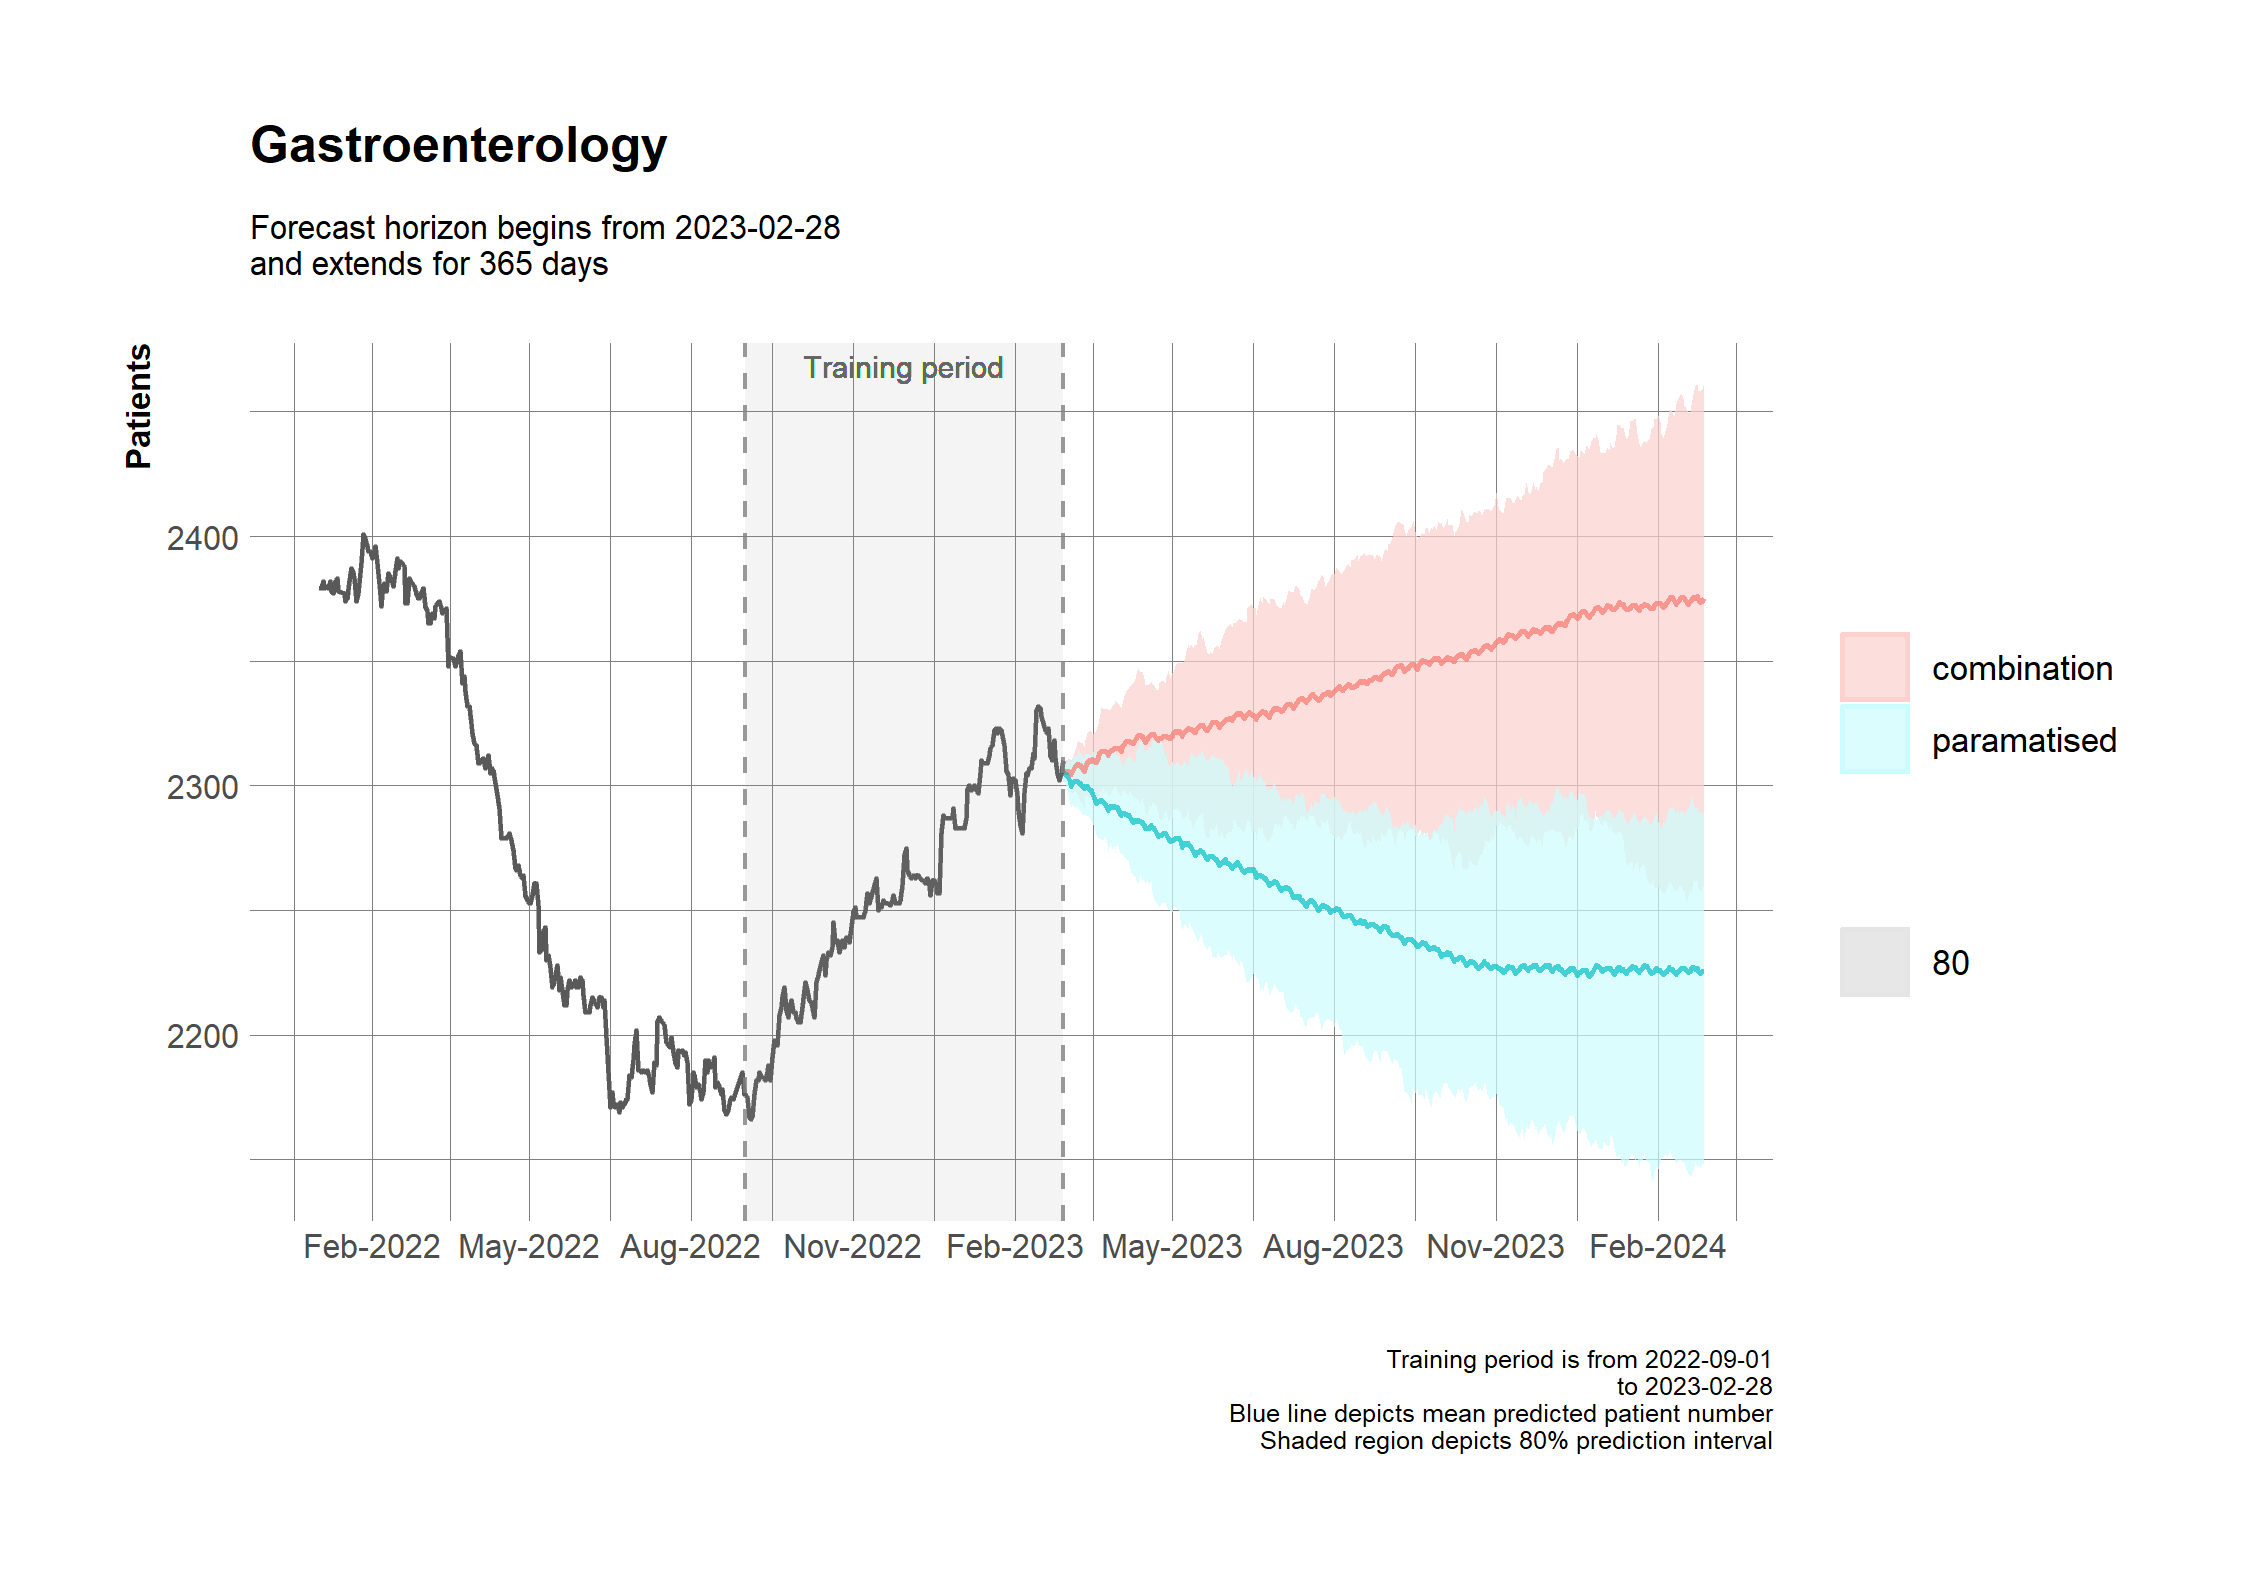 Gastroenterology
Forecast horizon begins from 2023-02-28
and extends for 365 days
Patients
Training period
2400
2300
2200
Feb-2022 May-2022 Aug-2022 Nov-2022 Feb-2023 May-2023 Aug-2023 Nov-2023 Feb-2024
combination
paramatised
80
Training period is from 2022-09-01
to 2023-02-28
Blue line depicts mean predicted patient number
Shaded region depicts 80% prediction interval